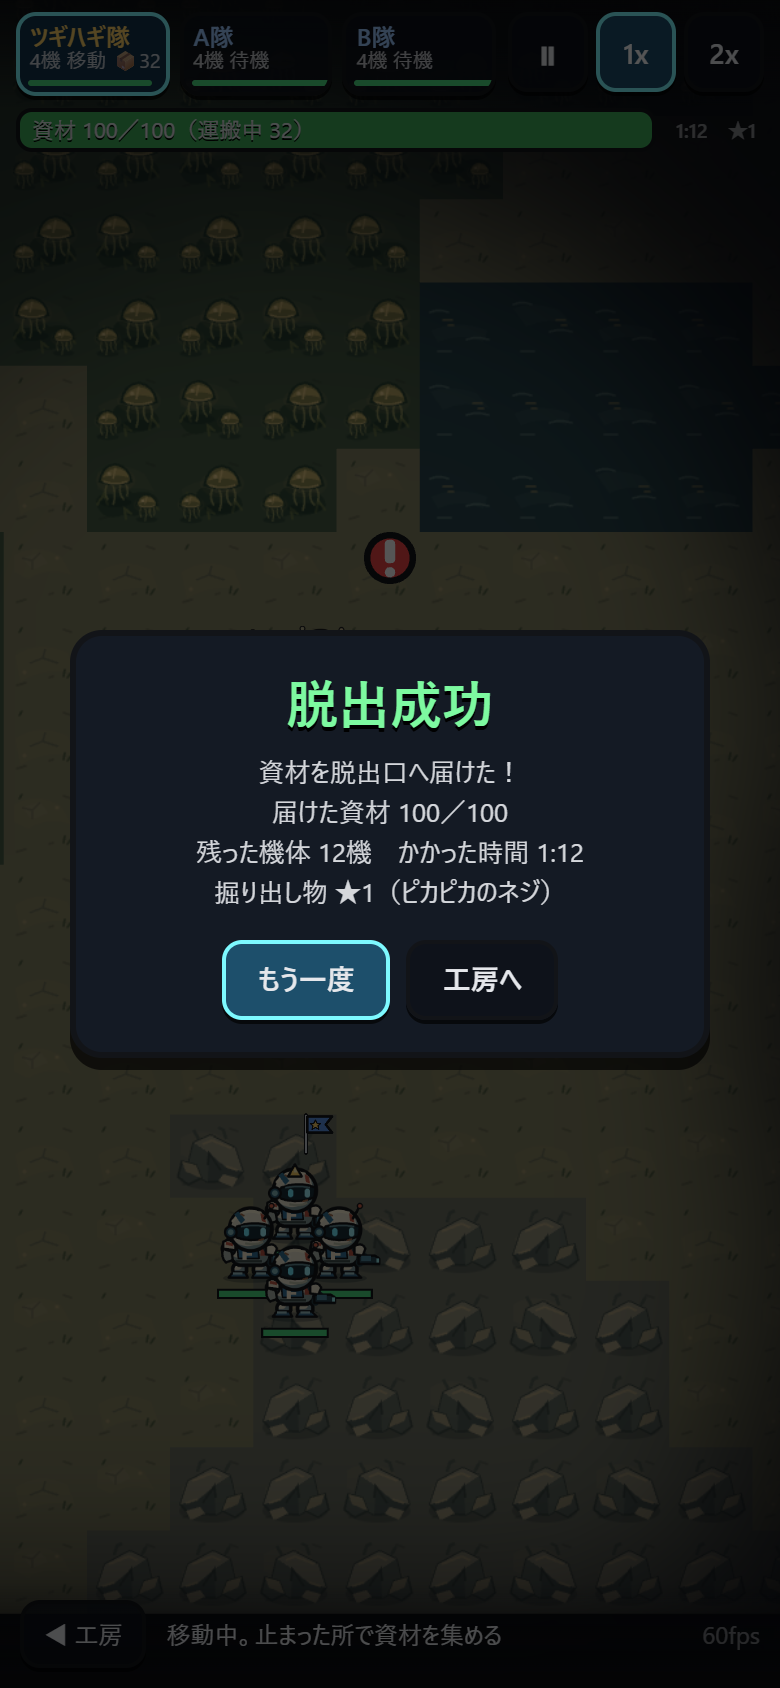 ツギハギ隊
4機 移動 📦32
A隊
4機 待機
B隊
4機 待機
1x
2x
資材 100／100（運搬中 32）
1:12 ★1
脱出成功
資材を脱出口へ届けた！
届けた資材 100／100
残った機体 12機　かかった時間 1:12
掘り出し物 ★1（ピカピカのネジ）
もう一度
工房へ
◀ 工房
移動中。止まった所で資材を集める
60fps